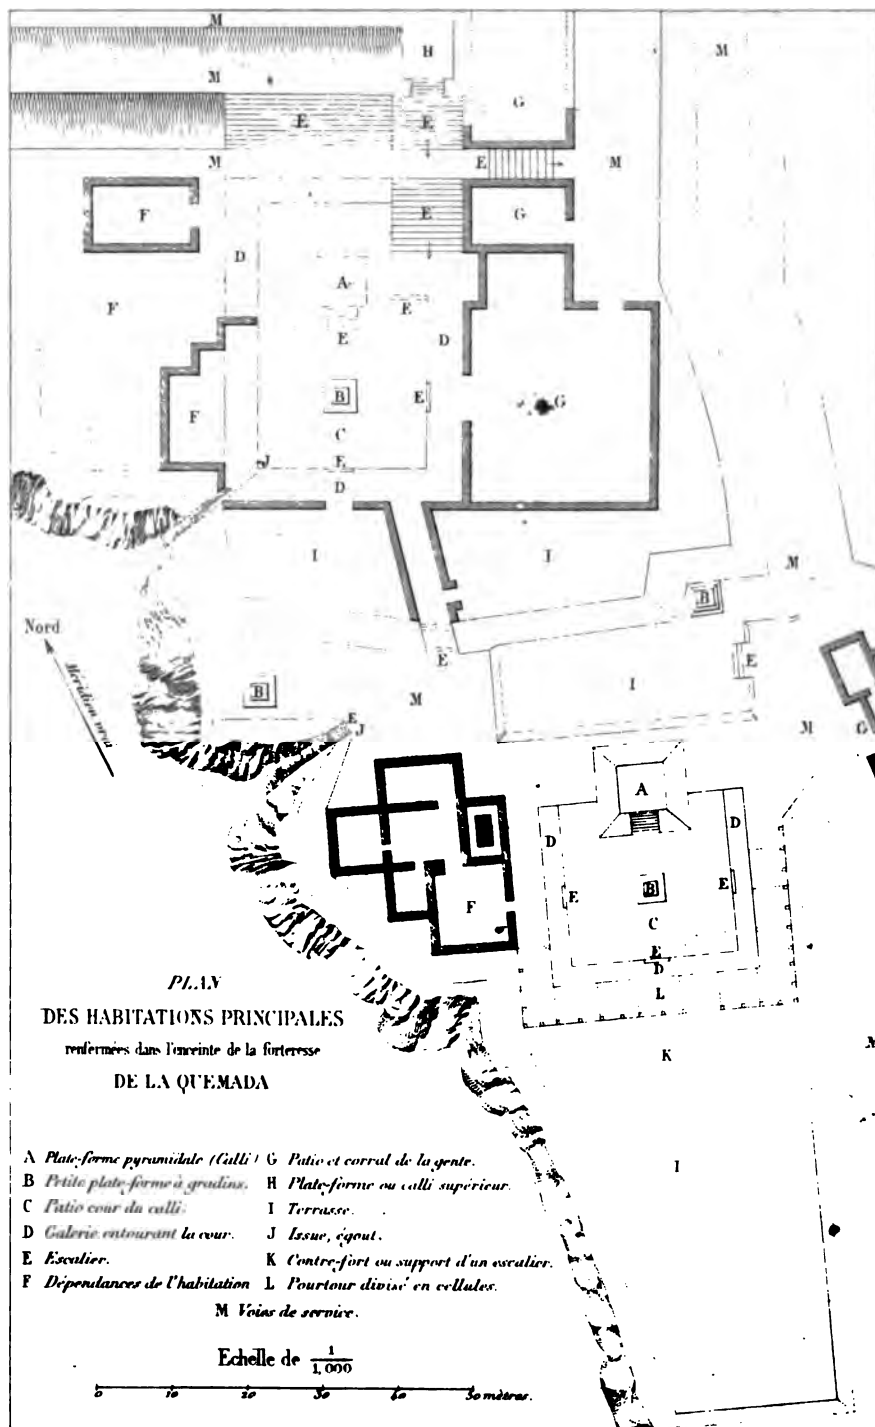 M
H
M
M
G
E
E
M
E
M
F
E
G
D
A
F
E
E
D
B
E
F
G
C
J
E
D
I
I
M
B
Nord
Méridien vrai
E
E
B
I
M
E
J
M
G
A
D
D
E
B
E
F
C
E
D
L
K
M
I
PLAN
DES HABITATIONS PRINCIPALES
renfermées dans l'enceinte de la forteresse
DE LA QUEMADA
A Plate-forme pyramidale (Calli) G Patio et corral de la gente.
B Petite plate-forme à gradins. H Plate-forme ou calli supérieur.
C Patio cour du calli. I Terrasse.
D Galerie entourant la cour. J Issue, égout.
E Escalier. K Contre-fort ou support d'un escalier.
F Dépendances de l'habitation L Pourtour divisé en cellules.
M Voies de service.
Echelle de 1/1,000
0 10 20 30 40 50 mètres.